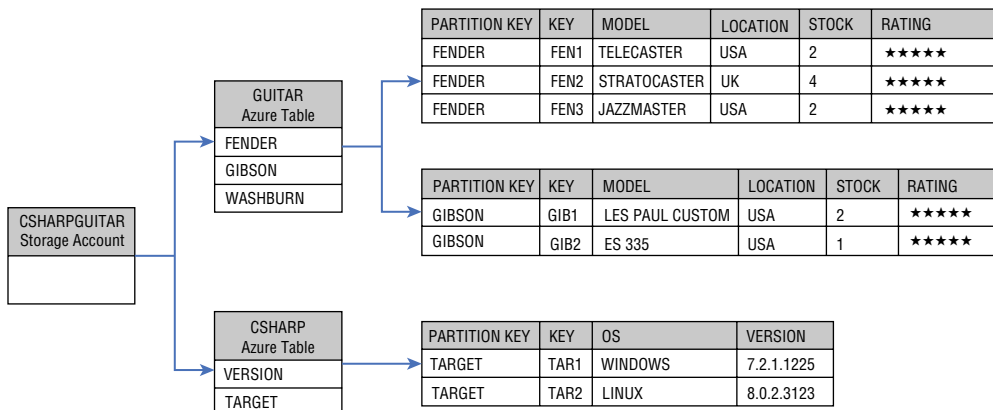 CSHARPGUITAR
Storage Account
GUITAR
Azure Table
FENDER
GIBSON
WASHBURN
PARTITION KEY KEY MODEL LOCATION STOCK RATING
FENDER FEN1 TELECASTER USA 2 ★★★★★
FENDER FEN2 STRATOCASTER UK 4 ★★★★★
FENDER FEN3 JAZZMASTER USA 2 ★★★★★
PARTITION KEY KEY MODEL LOCATION STOCK RATING
GIBSON GIB1 LES PAUL CUSTOM USA 2 ★★★★★
GIBSON GIB2 ES 335 USA 1 ★★★★★
CSHARP
Azure Table
VERSION
TARGET
PARTITION KEY KEY OS VERSION
TARGET TAR1 WINDOWS 7.2.1.1225
TARGET TAR2 LINUX 8.0.2.3123